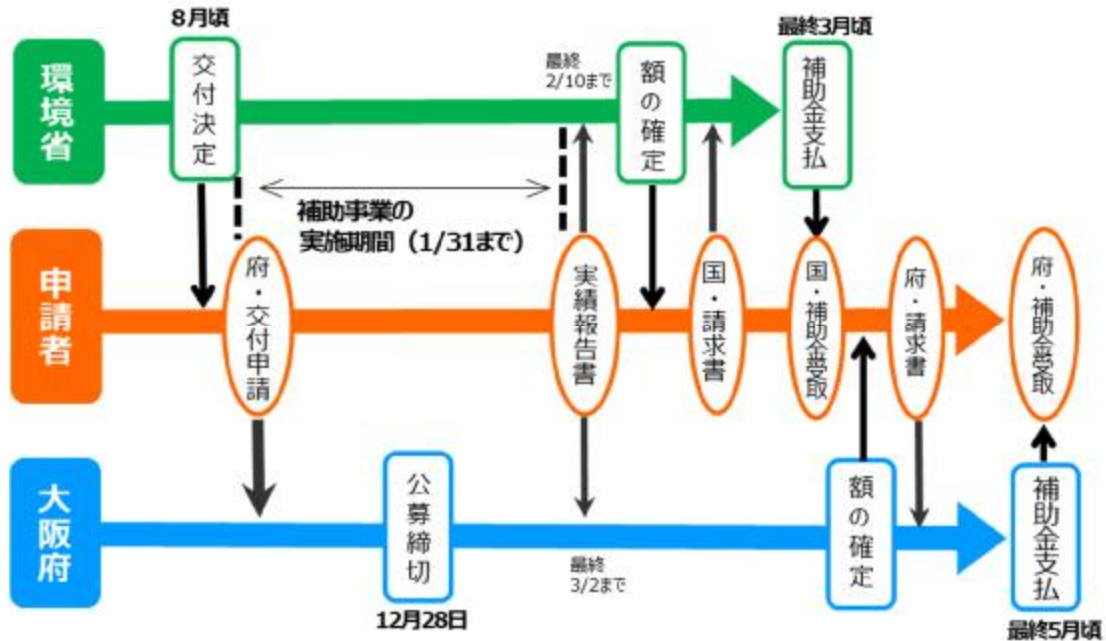 8月頃
最終3月頃
環境省
交付決定
最終
2/10まで
額の確定
補助金支払
補助事業の
実施期間（1/31まで）
申請者
府・交付申請
実績報告書
国・請求書
国・補助金受取
府・請求書
府・補助金受取
大阪府
公募締切
12月28日
最終
3/2まで
額の確定
補助金支払
最終5月頃